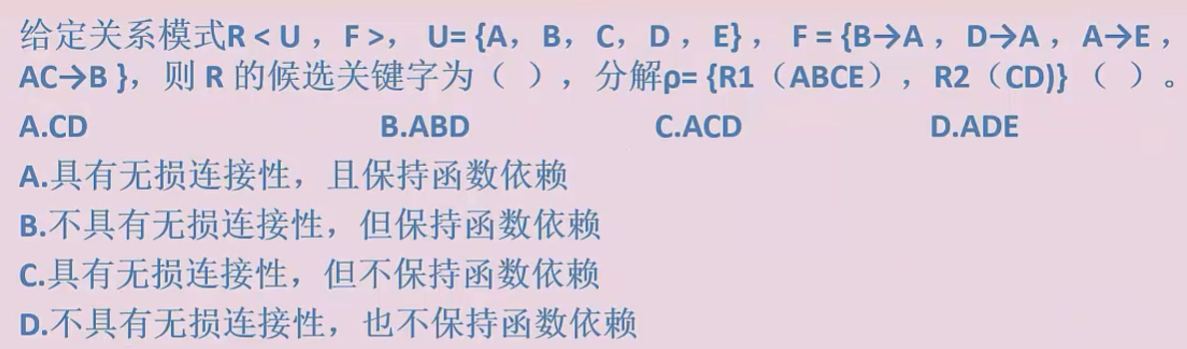 给定关系模式R < U ，F >， U= {A，B，C，D ，E} ， F = {B→A ，D→A ，A→E ，
AC→B }，则 R 的候选关键字为（ ），分解ρ= {R1（ABCE），R2（CD)}（ ）。
A.CD B.ABD C.ACD D.ADE
A.具有无损连接性，且保持函数依赖
B.不具有无损连接性，但保持函数依赖
C.具有无损连接性，但不保持函数依赖
D.不具有无损连接性，也不保持函数依赖